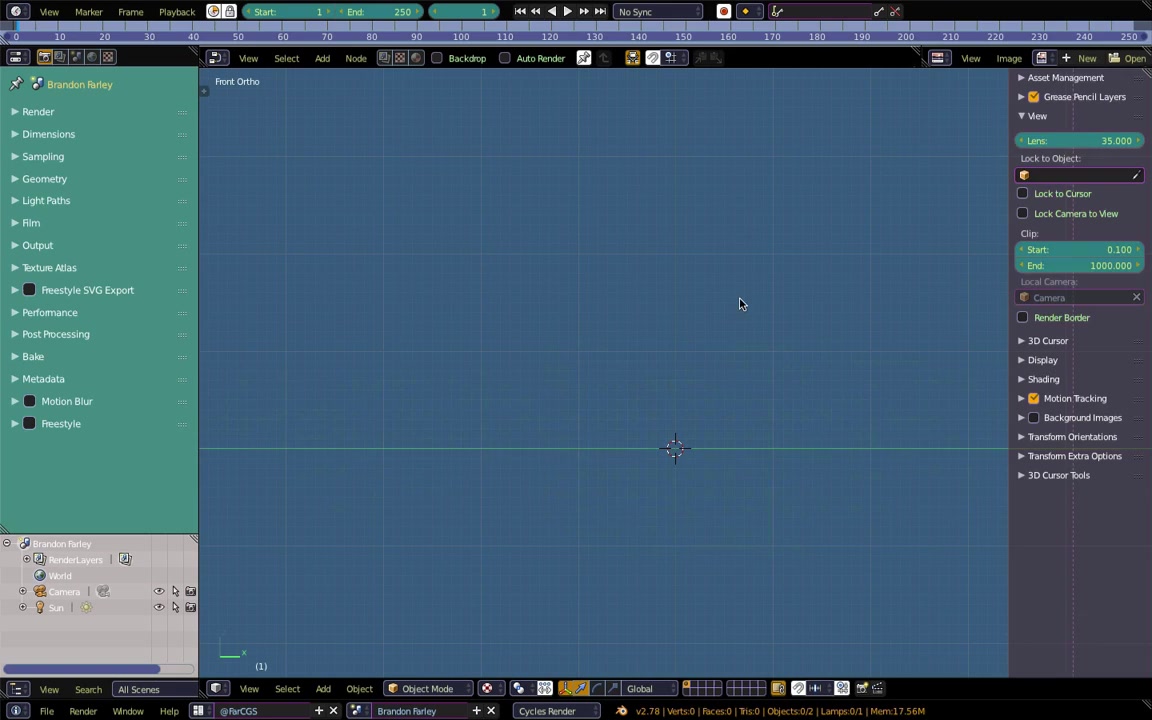 View Marker Frame Playback Start: 1 End: 250 1 No Sync
0 10 20 30 40 50 60 70 80 90 100 110 120 130 140 150 160 170 180 190 200 210 220 230 240 250
View Select Add Node Backdrop Auto Render View Image New Open
Brandon Farley
Render
Dimensions
Sampling
Geometry
Light Paths
Film
Output
Texture Atlas
Freestyle SVG Export
Performance
Post Processing
Bake
Metadata
Motion Blur
Freestyle
Front Ortho
x
(1)
Asset Management
Grease Pencil Layers
View
Lens: 35.000
Lock to Object:
Lock to Cursor
Lock Camera to View
Clip:
Start: 0.100
End: 1000.000
Local Camera:
Camera
Render Border
3D Cursor
Display
Shading
Motion Tracking
Background Images
Transform Orientations
Transform Extra Options
3D Cursor Tools
Brandon Farley
RenderLayers
World
Camera
Sun
View Search All Scenes View Select Add Object Object Mode Global
File Render Window Help @FarCGS Brandon Farley Cycles Render v2.78 | Verts:0 | Faces:0 | Tris:0 | Objects:0/2 | Lamps:0/1 | Mem:17.56M